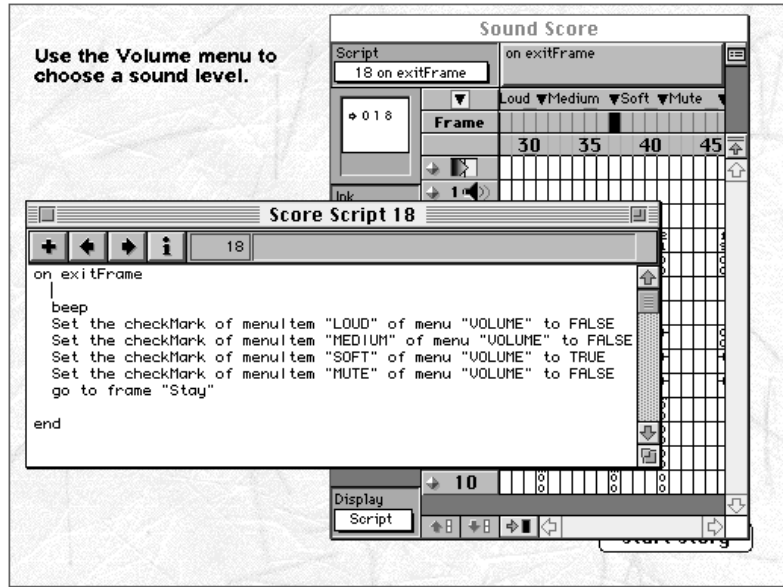 Use the Volume menu to
choose a sound level.
Sound Score
Script
18 on exitFrame
on exitFrame
Loud ▼Medium ▼Soft ▼Mute
018
Frame
30 35 40 45
1
Ink
Score Script 18
18
on exitFrame
beep
Set the checkMark of menuItem "LOUD" of menu "VOLUME" to FALSE
Set the checkMark of menuItem "MEDIUM" of menu "VOLUME" to FALSE
Set the checkMark of menuItem "SOFT" of menu "VOLUME" to TRUE
Set the checkMark of menuItem "MUTE" of menu "VOLUME" to FALSE
go to frame "Stay"
end
10
Display
Script